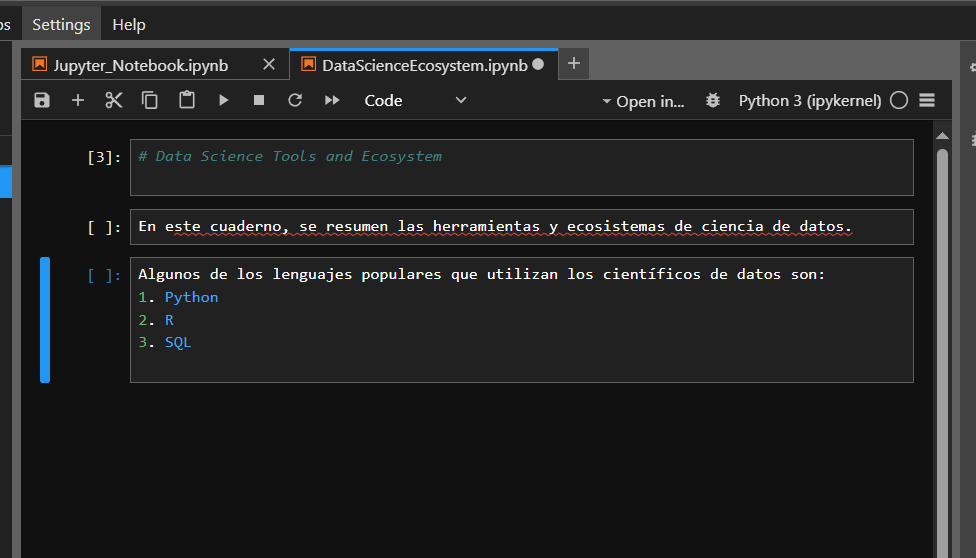 os Settings Help
Jupyter_Notebook.ipynb DataScienceEcosystem.ipynb
Code Open in... Python 3 (ipykernel)
[3]: # Data Science Tools and Ecosystem
[ ]: En este cuaderno, se resumen las herramientas y ecosistemas de ciencia de datos.
[ ]: Algunos de los lenguajes populares que utilizan los científicos de datos son:
1. Python
2. R
3. SQL